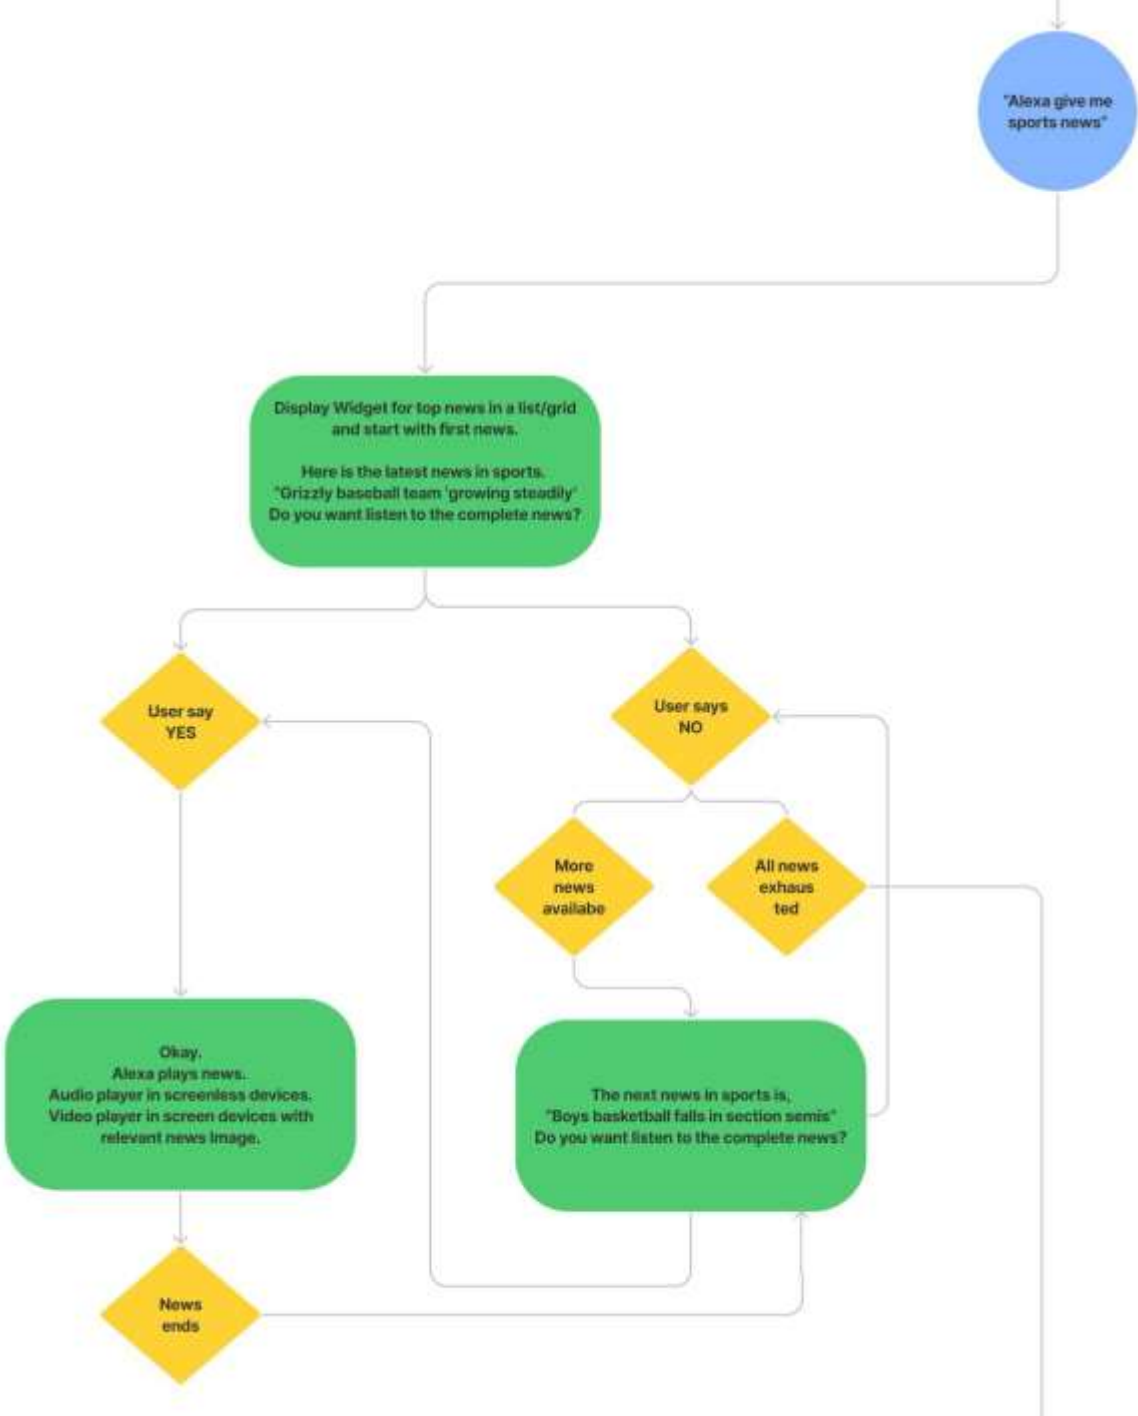 "Alexa give me
sports news"
Display Widget for top news in a list/grid
and start with first news.
Here is the latest news in sports.
"Grizzly baseball team 'growing steadily'
Do you want listen to the complete news?
User say
YES
User says
NO
More
news
availabe
All news
exhaus
ted
Okay.
Alexa plays news.
Audio player in screenless devices.
Video player in screen devices with
relevant news image.
The next news in sports is,
"Boys basketball falls in section semis"
Do you want listen to the complete news?
News
ends